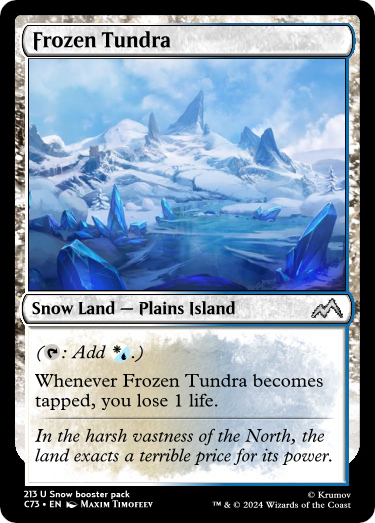 Frozen Tundra
Snow Land — Plains Island
(: Add .)
Whenever Frozen Tundra becomes
tapped, you lose 1 life.
In the harsh vastness of the North, the
land exacts a terrible price for its power.
213 U Snow booster pack © Krumov
C73 • EN Maxim Timofeev ™ & © 2024 Wizards of the Coast